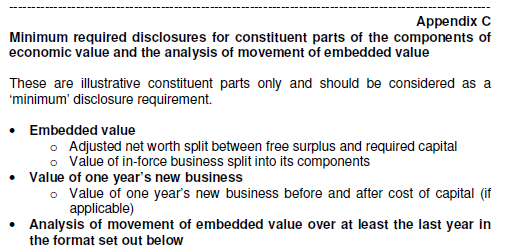 Appendix C
Minimum required disclosures for constituent parts of the components of
economic value and the analysis of movement of embedded value
These are illustrative constituent parts only and should be considered as a
‘minimum’ disclosure requirement.
• Embedded value
o Adjusted net worth split between free surplus and required capital
o Value of in-force business split into its components
• Value of one year’s new business
o Value of one year’s new business before and after cost of capital (if
applicable)
• Analysis of movement of embedded value over at least the last year in
the format set out below